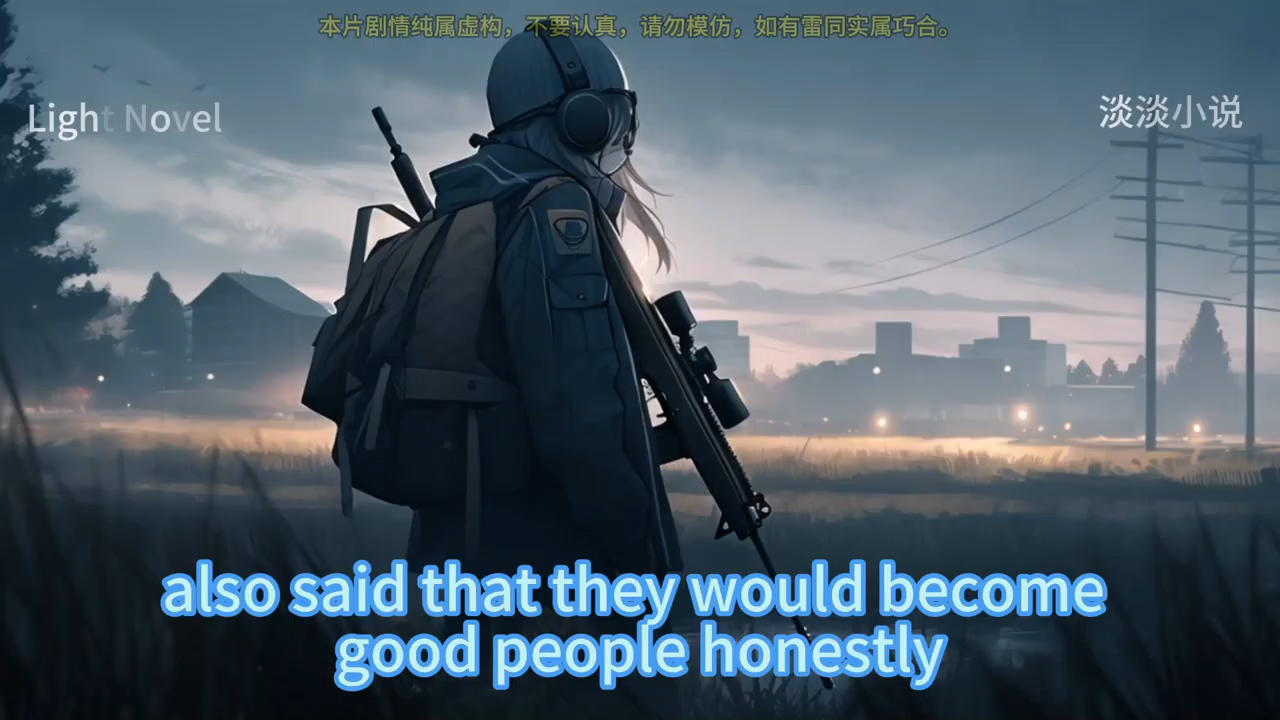 本片剧情纯属虚构，不要认真，请勿模仿，如有雷同实属巧合。
Light Novel
淡淡小说
also said that they would become
good people honestly